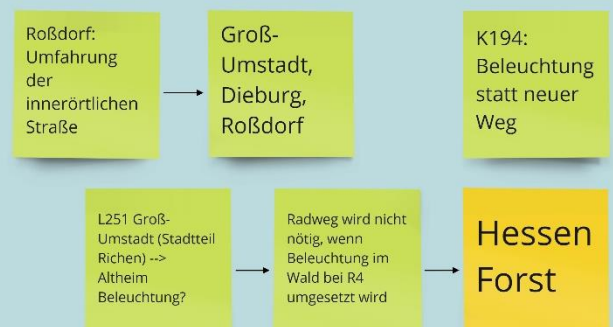 Roßdorf:
Umfahrung
der
innerörtlichen
Straße
Groß-
Umstadt,
Dieburg,
Roßdorf
K194:
Beleuchtung
statt neuer
Weg
L251 Groß-
Umstadt (Stadtteil
Richen) -->
Altheim
Beleuchtung?
Radweg wird nicht
nötig, wenn
Beleuchtung im
Wald bei R4
umgesetzt wird
Hessen
Forst